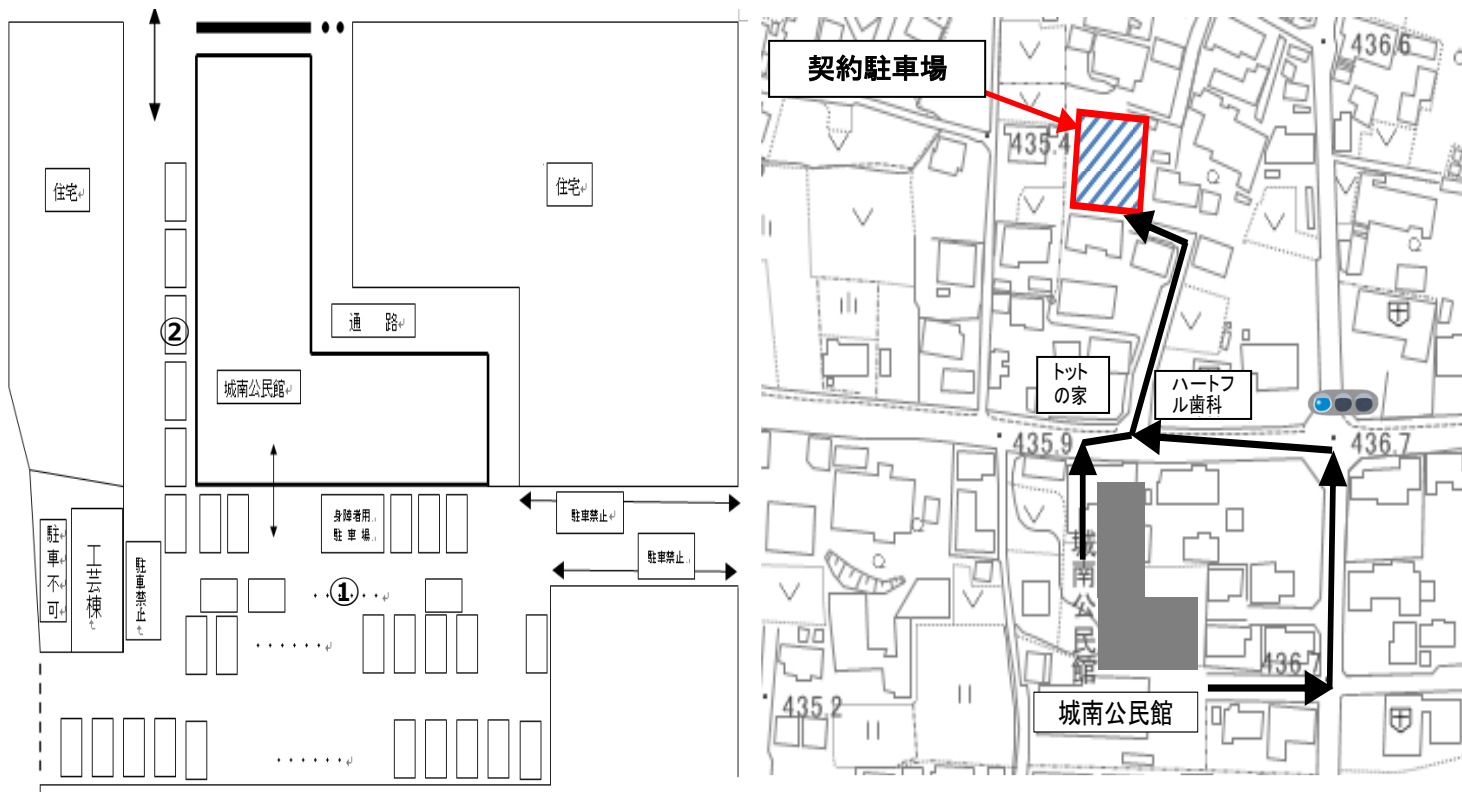 住宅
住宅
②
通　路
城南公民館
駐車不可
工芸棟
駐車禁止
身障者用
駐車場
駐車禁止
駐車禁止
①
契約駐車場
436.6
435.4
トット
の家
ハートフ
ル歯科
435.9
436.7
城南公民館
436.7
435.2
城南公民館